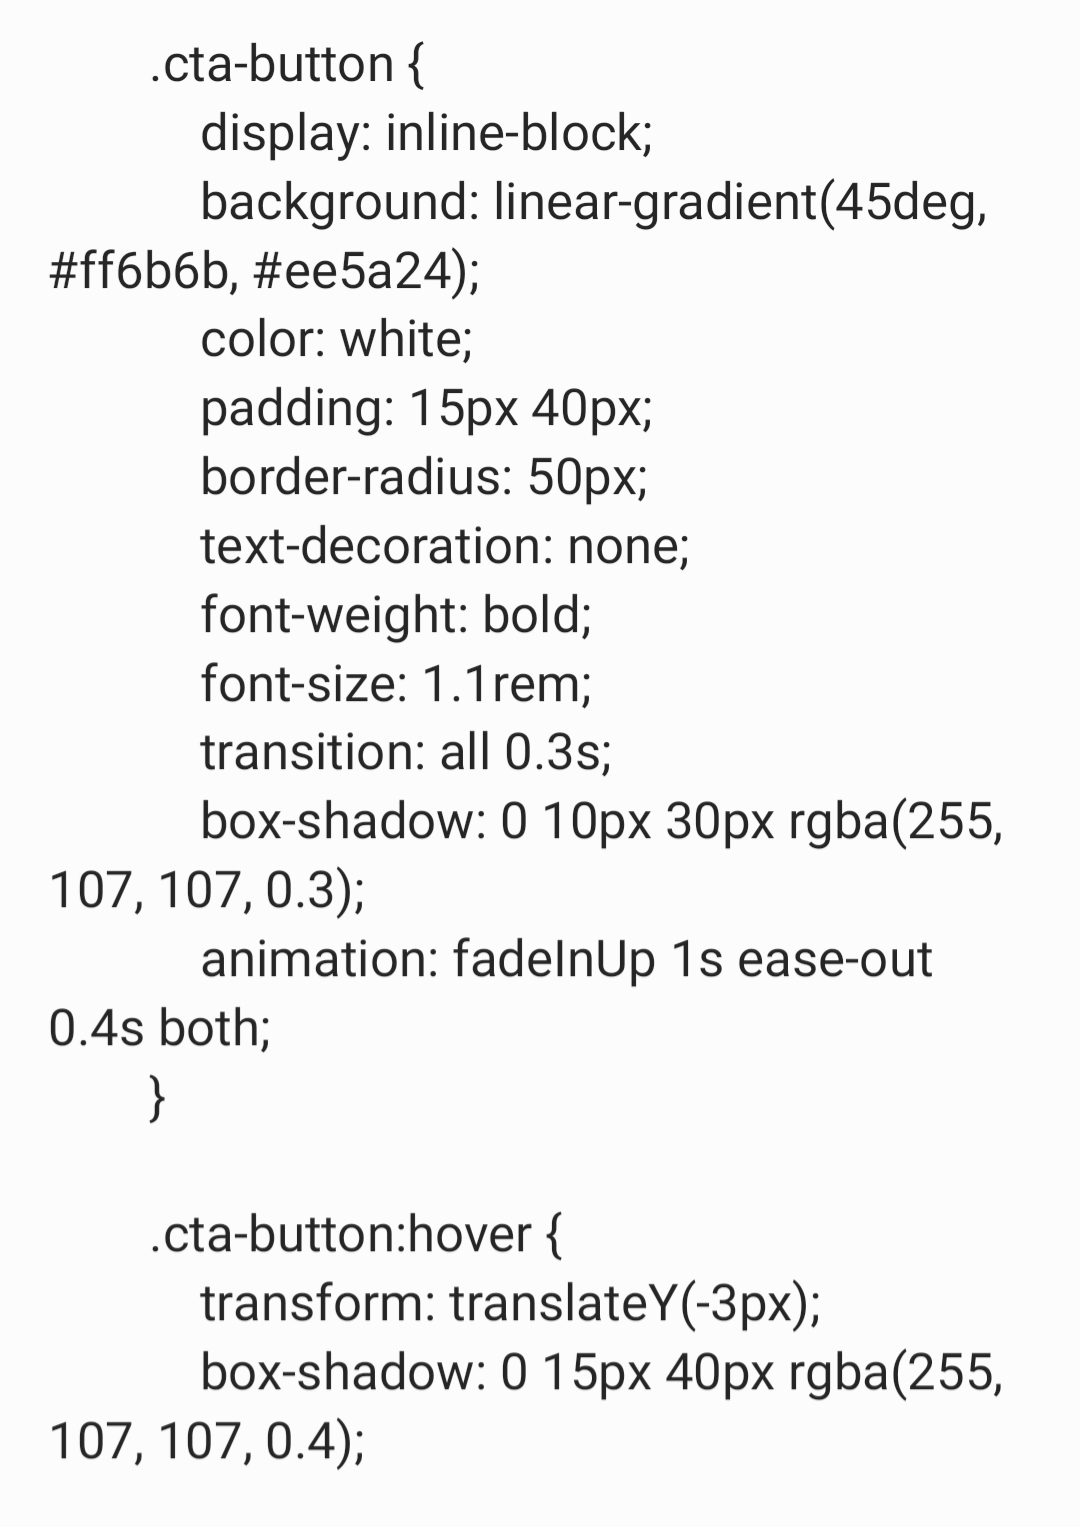 .cta-button {
display: inline-block;
background: linear-gradient(45deg,
#ff6b6b, #ee5a24);
color: white;
padding: 15px 40px;
border-radius: 50px;
text-decoration: none;
font-weight: bold;
font-size: 1.1rem;
transition: all 0.3s;
box-shadow: 0 10px 30px rgba(255,
107, 107, 0.3);
animation: fadeInUp 1s ease-out
0.4s both;
}
.cta-button:hover {
transform: translateY(-3px);
box-shadow: 0 15px 40px rgba(255,
107, 107, 0.4);